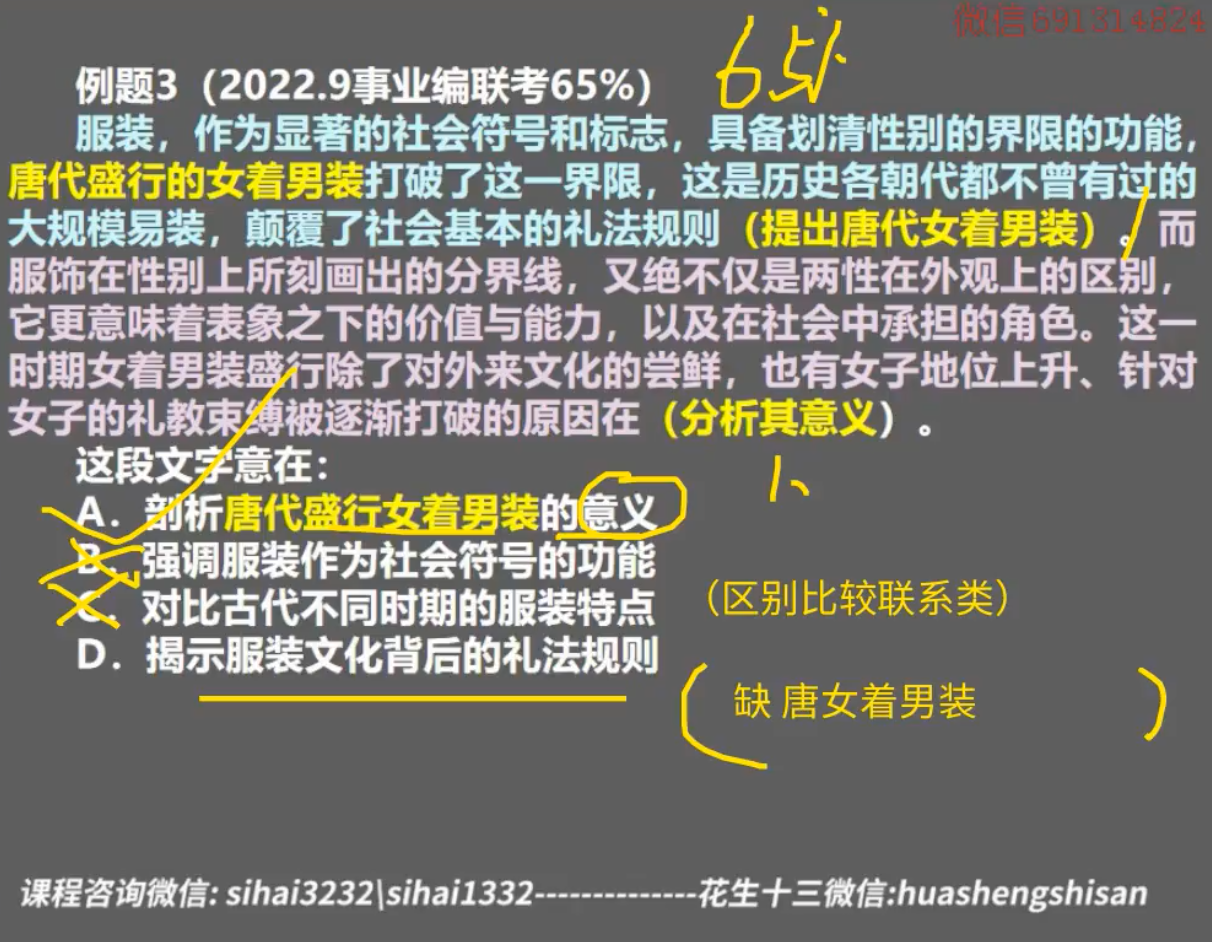 微信691314824
65%
例题3（2022.9事业编联考65%）
服装，作为显著的社会符号和标志，具备划清性别的界限的功能，
唐代盛行的女着男装打破了这一界限，这是历史各朝代都不曾有过的
大规模易装，颠覆了社会基本的礼法规则（提出唐代女着男装）。而
服饰在性别上所刻画出的分界线，又绝不仅是两性在外观上的区别，
它更意味着表象之下的价值与能力，以及在社会中承担的角色。这一
时期女着男装盛行除了对外来文化的尝鲜，也有女子地位上升、针对
女子的礼教束缚被逐渐打破的原因在（分析其意义）。
这段文字意在：
A．剖析唐代盛行女着男装的意义
B．强调服装作为社会符号的功能
C．对比古代不同时期的服装特点
（区别比较联系类）
D．揭示服装文化背后的礼法规则
缺 唐女着男装
课程咨询微信: sihai3232\sihai1332--------------花生十三微信:huashengshisan